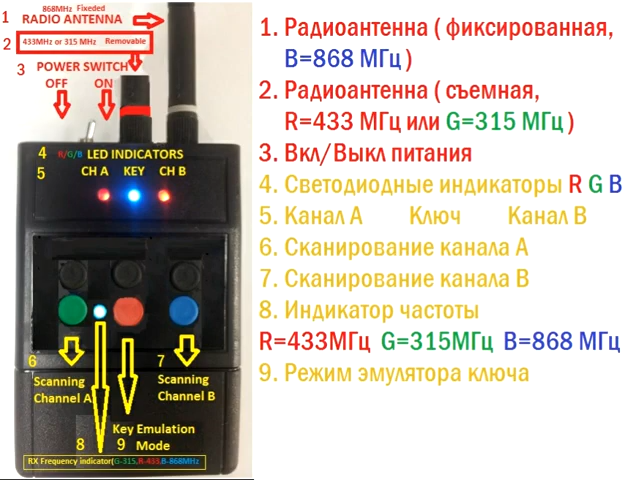 868MHz Fixeded
1 RADIO ANTENNA
2 433MHz or 315 MHz Removable
3 POWER SWITCH
OFF ON
4 R/G/B LED INDICATORS
5 CH A KEY CH B
6 7
Scanning Channel A
Scanning Channel B
8 9 Key Emulation Mode
RX Frequency indicator(G-315,R-433,B-868MHz
1. Радиоантенна ( фиксированная,
B=868 МГц )
2. Радиоантенна ( съемная,
R=433 МГц или G=315 МГц )
3. Вкл/Выкл питания
4. Светодиодные индикаторы R G B
5. Канал А Ключ Канал В
6. Сканирование канала А
7. Сканирование канала В
8. Индикатор частоты
R=433МГц G=315МГц B=868 МГц
9. Режим эмулятора ключа